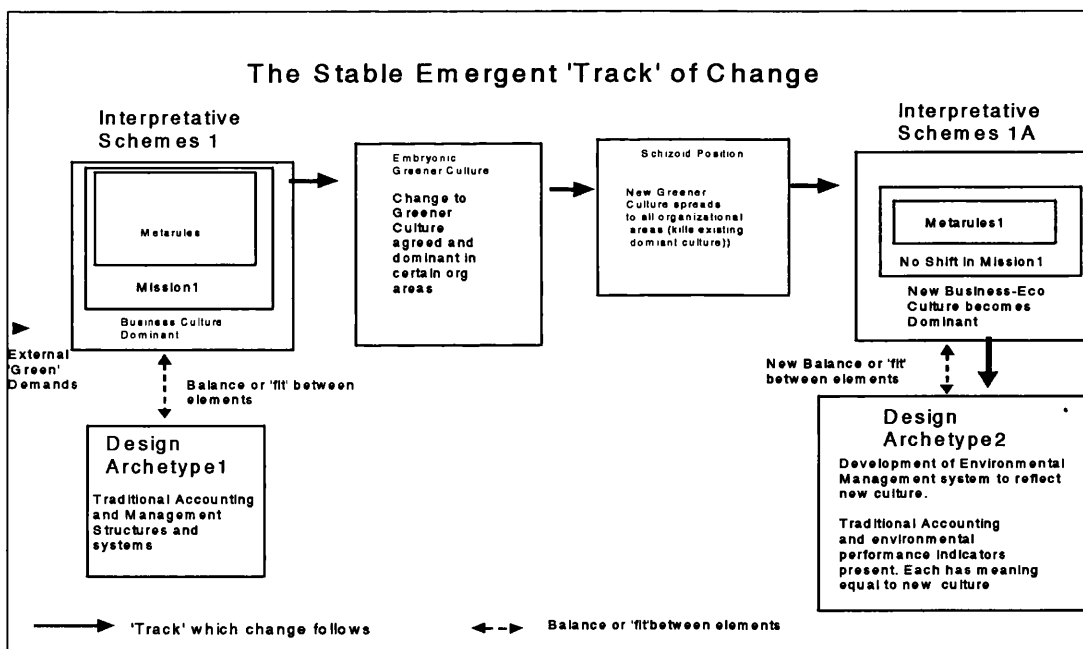 The Stable Emergent 'Track' of Change
Interpretative
Schemes 1
Metarules
Mission1
Business Culture
Dominant
External
'Green'
Demands
Balance or 'fit' between
elements
Design
Archetype1
Traditional Accounting
and Management
Structures and
systems
Embryonic
Greener Culture
Change to
Greener
Culture
agreed and
dominant in
certain org
areas
Schizoid Position
New Greener
Culture spreads
to all organizational
areas (kills existing
domiant culture))
Interpretative
Schemes 1A
Metarules1
No Shift in Mission1
New Business-Eco
Culture becomes
Dominant
New Balance or 'fit'
between elements
Design
Archetype2
Development of Environmental
Management system to reflect
new culture.
Traditional Accounting
and environmental
performance indicators
present. Each has meaning
equal to new culture
'Track' which change follows
Balance or 'fit'between elements